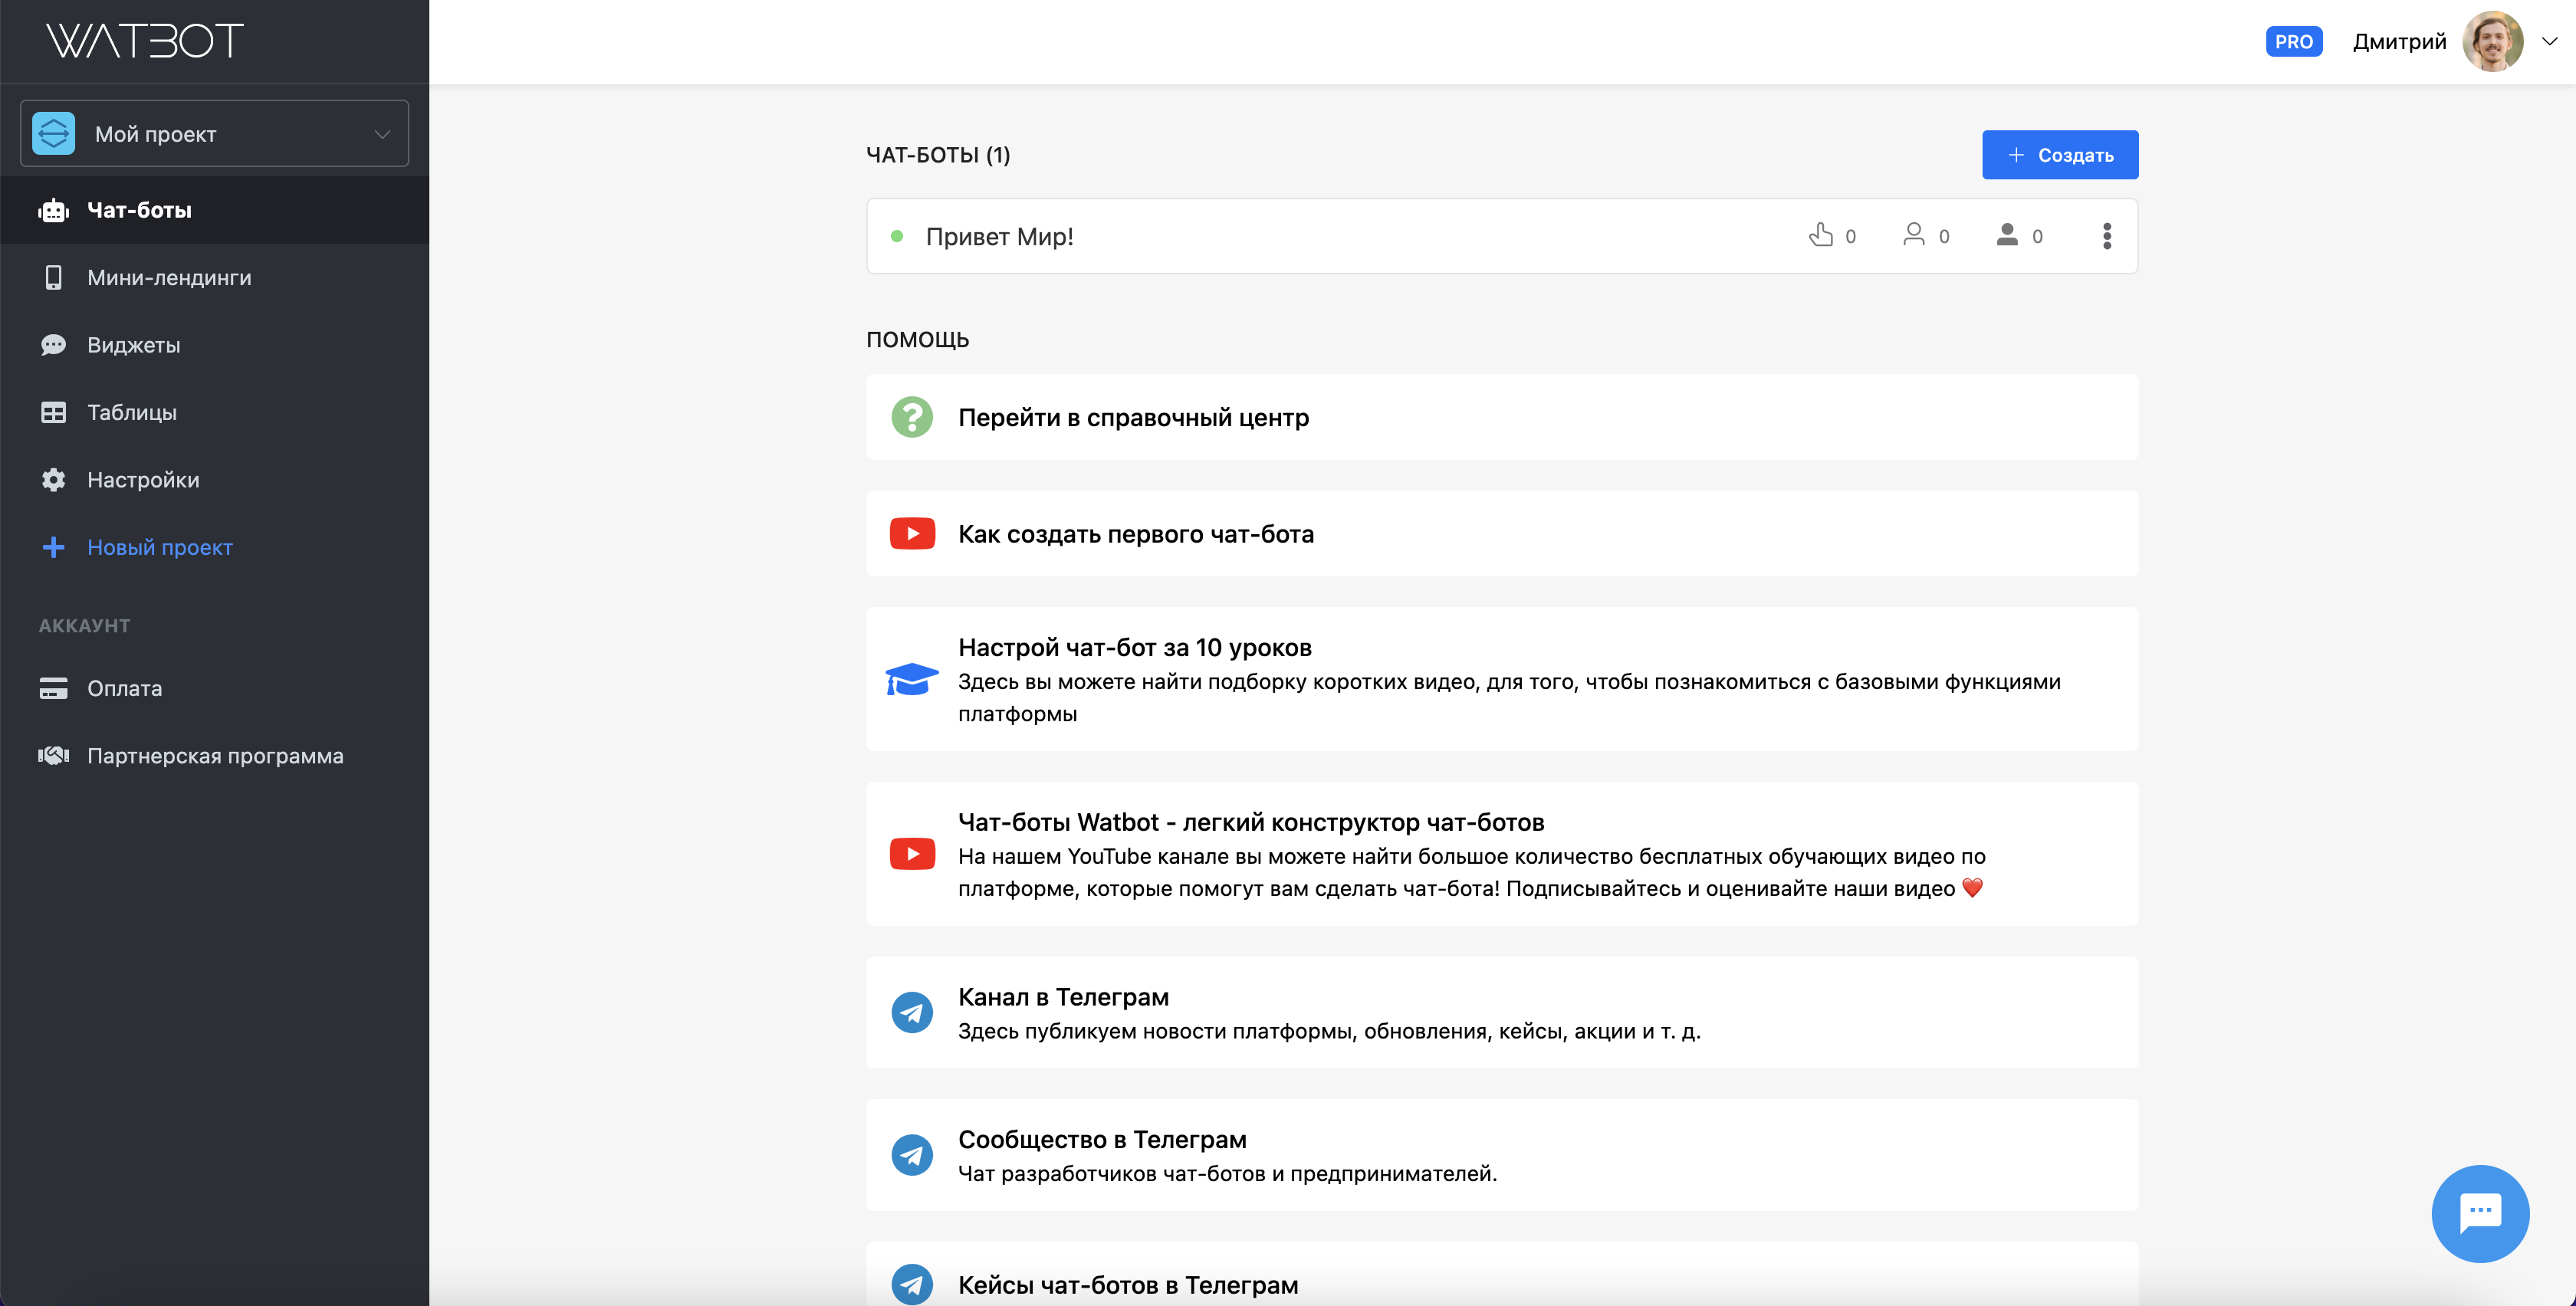 WATBOT
PRO
Дмитрий
Мой проект
Чат-боты
Мини-лендинги
Виджеты
Таблицы
Настройки
Новый проект
АККАУНТ
Оплата
Партнерская программа
ЧАТ-БОТЫ (1)
Создать
Привет Мир!
0
0
0
ПОМОЩЬ
Перейти в справочный центр
Как создать первого чат-бота
Настрой чат-бот за 10 уроков
Здесь вы можете найти подборку коротких видео, для того, чтобы познакомиться с базовыми функциями
платформы
Чат-боты Watbot - легкий конструктор чат-ботов
На нашем YouTube канале вы можете найти большое количество бесплатных обучающих видео по
платформе, которые помогут вам сделать чат-бота! Подписывайтесь и оценивайте наши видео ❤️
Канал в Телеграм
Здесь публикуем новости платформы, обновления, кейсы, акции и т. д.
Сообщество в Телеграм
Чат разработчиков чат-ботов и предпринимателей.
Кейсы чат-ботов в Телеграм